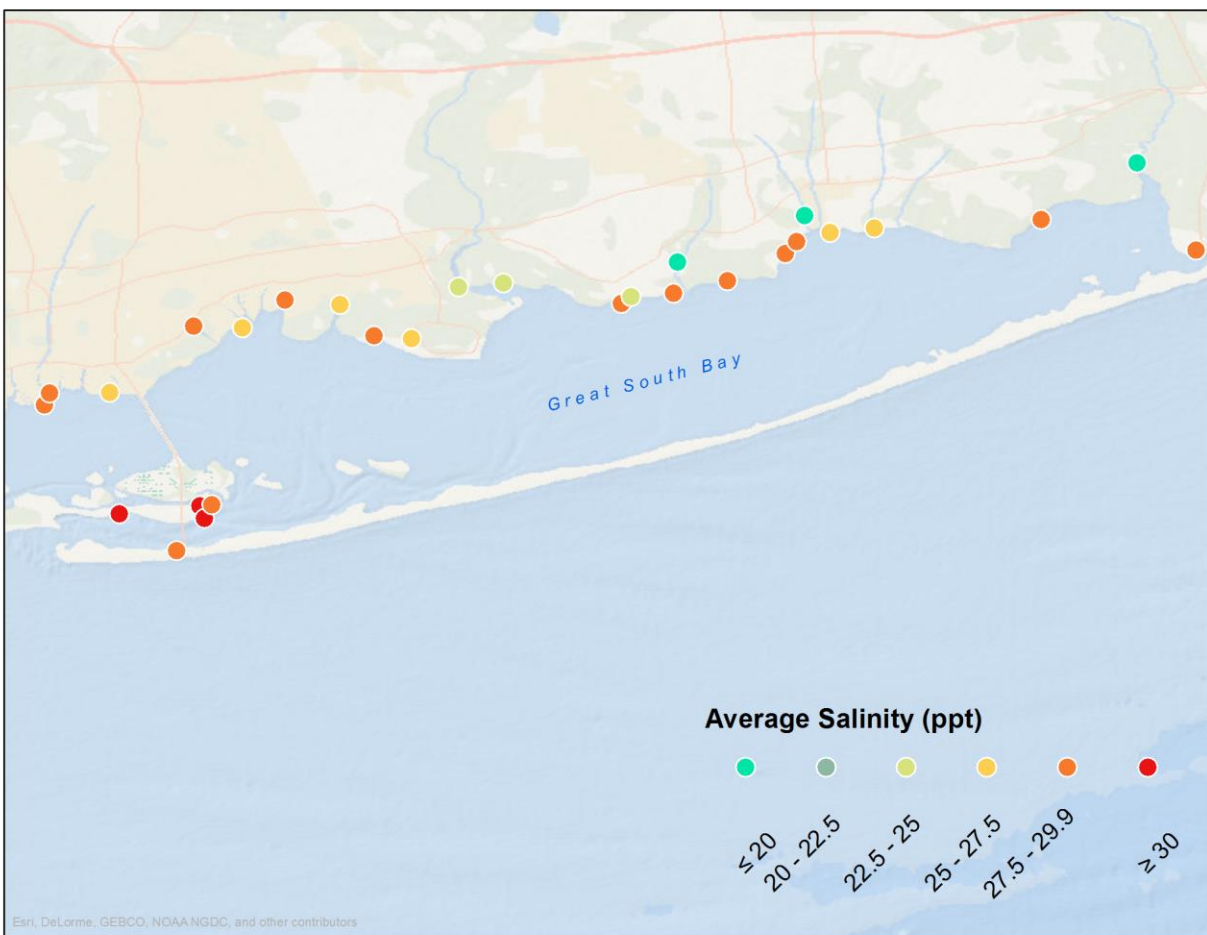 Great South Bay
Average Salinity (ppt)
≤ 20
20 - 22.5
22.5 - 25
25 - 27.5
27.5 - 29.9
≥ 30
Esri, DeLorme, GEBCO, NOAA NGDC, and other contributors